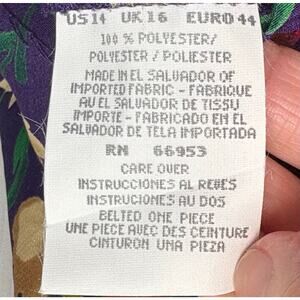 US14 UK16 EURO44
100 % POLYESTER/
POLYESTER / POLIESTER
MADE IN EL SALVADOR OF
IMPORTED FABRIC - FABRIQUE
AU EL SALVADOR DE TISSU
IMPORTE - FABRICADO EN EL
SALVADOR DE TELA IMPORTADA
RN 66953
CARE OVER
INSTRUCCIONES AL REVES
INSTRUCIONES AU DOS
BELTED ONE PIECE
UNE PIECE AVEC DES CEINTURE
CINTURON UNA PIEZA